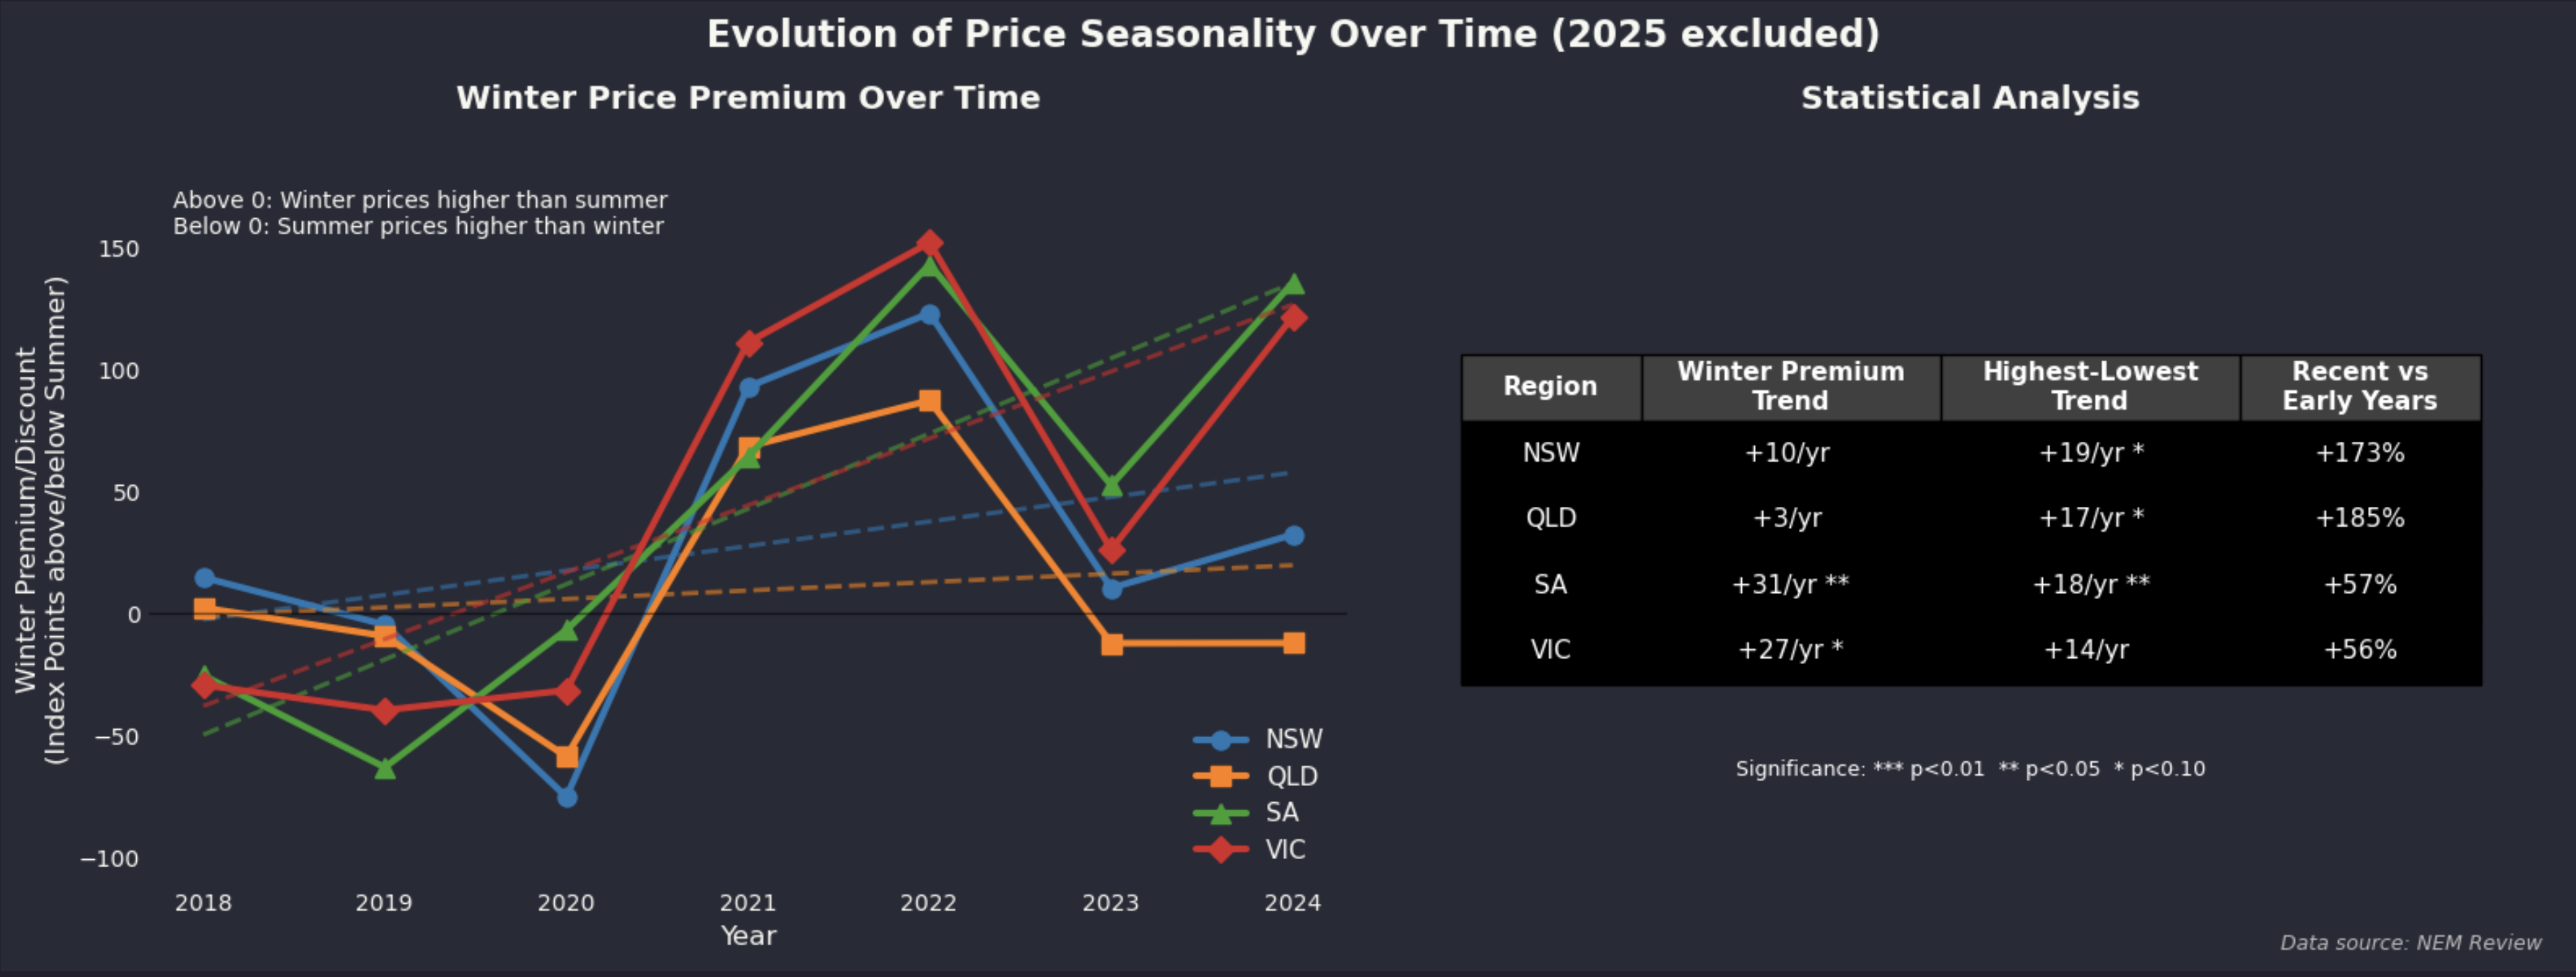 Evolution of Price Seasonality Over Time (2025 excluded)
Winter Price Premium Over Time
Above 0: Winter prices higher than summer
Below 0: Summer prices higher than winter
Winter Premium/Discount
(Index Points above/below Summer)
150
100
50
0
−50
−100
2018 2019 2020 2021 2022 2023 2024
Year
NSW
QLD
SA
VIC
Statistical Analysis
Region Winter Premium Trend Highest-Lowest Trend Recent vs Early Years
NSW +10/yr +19/yr * +173%
QLD +3/yr +17/yr * +185%
SA +31/yr ** +18/yr ** +57%
VIC +27/yr * +14/yr +56%
Significance: *** p<0.01 ** p<0.05 * p<0.10
Data source: NEM Review